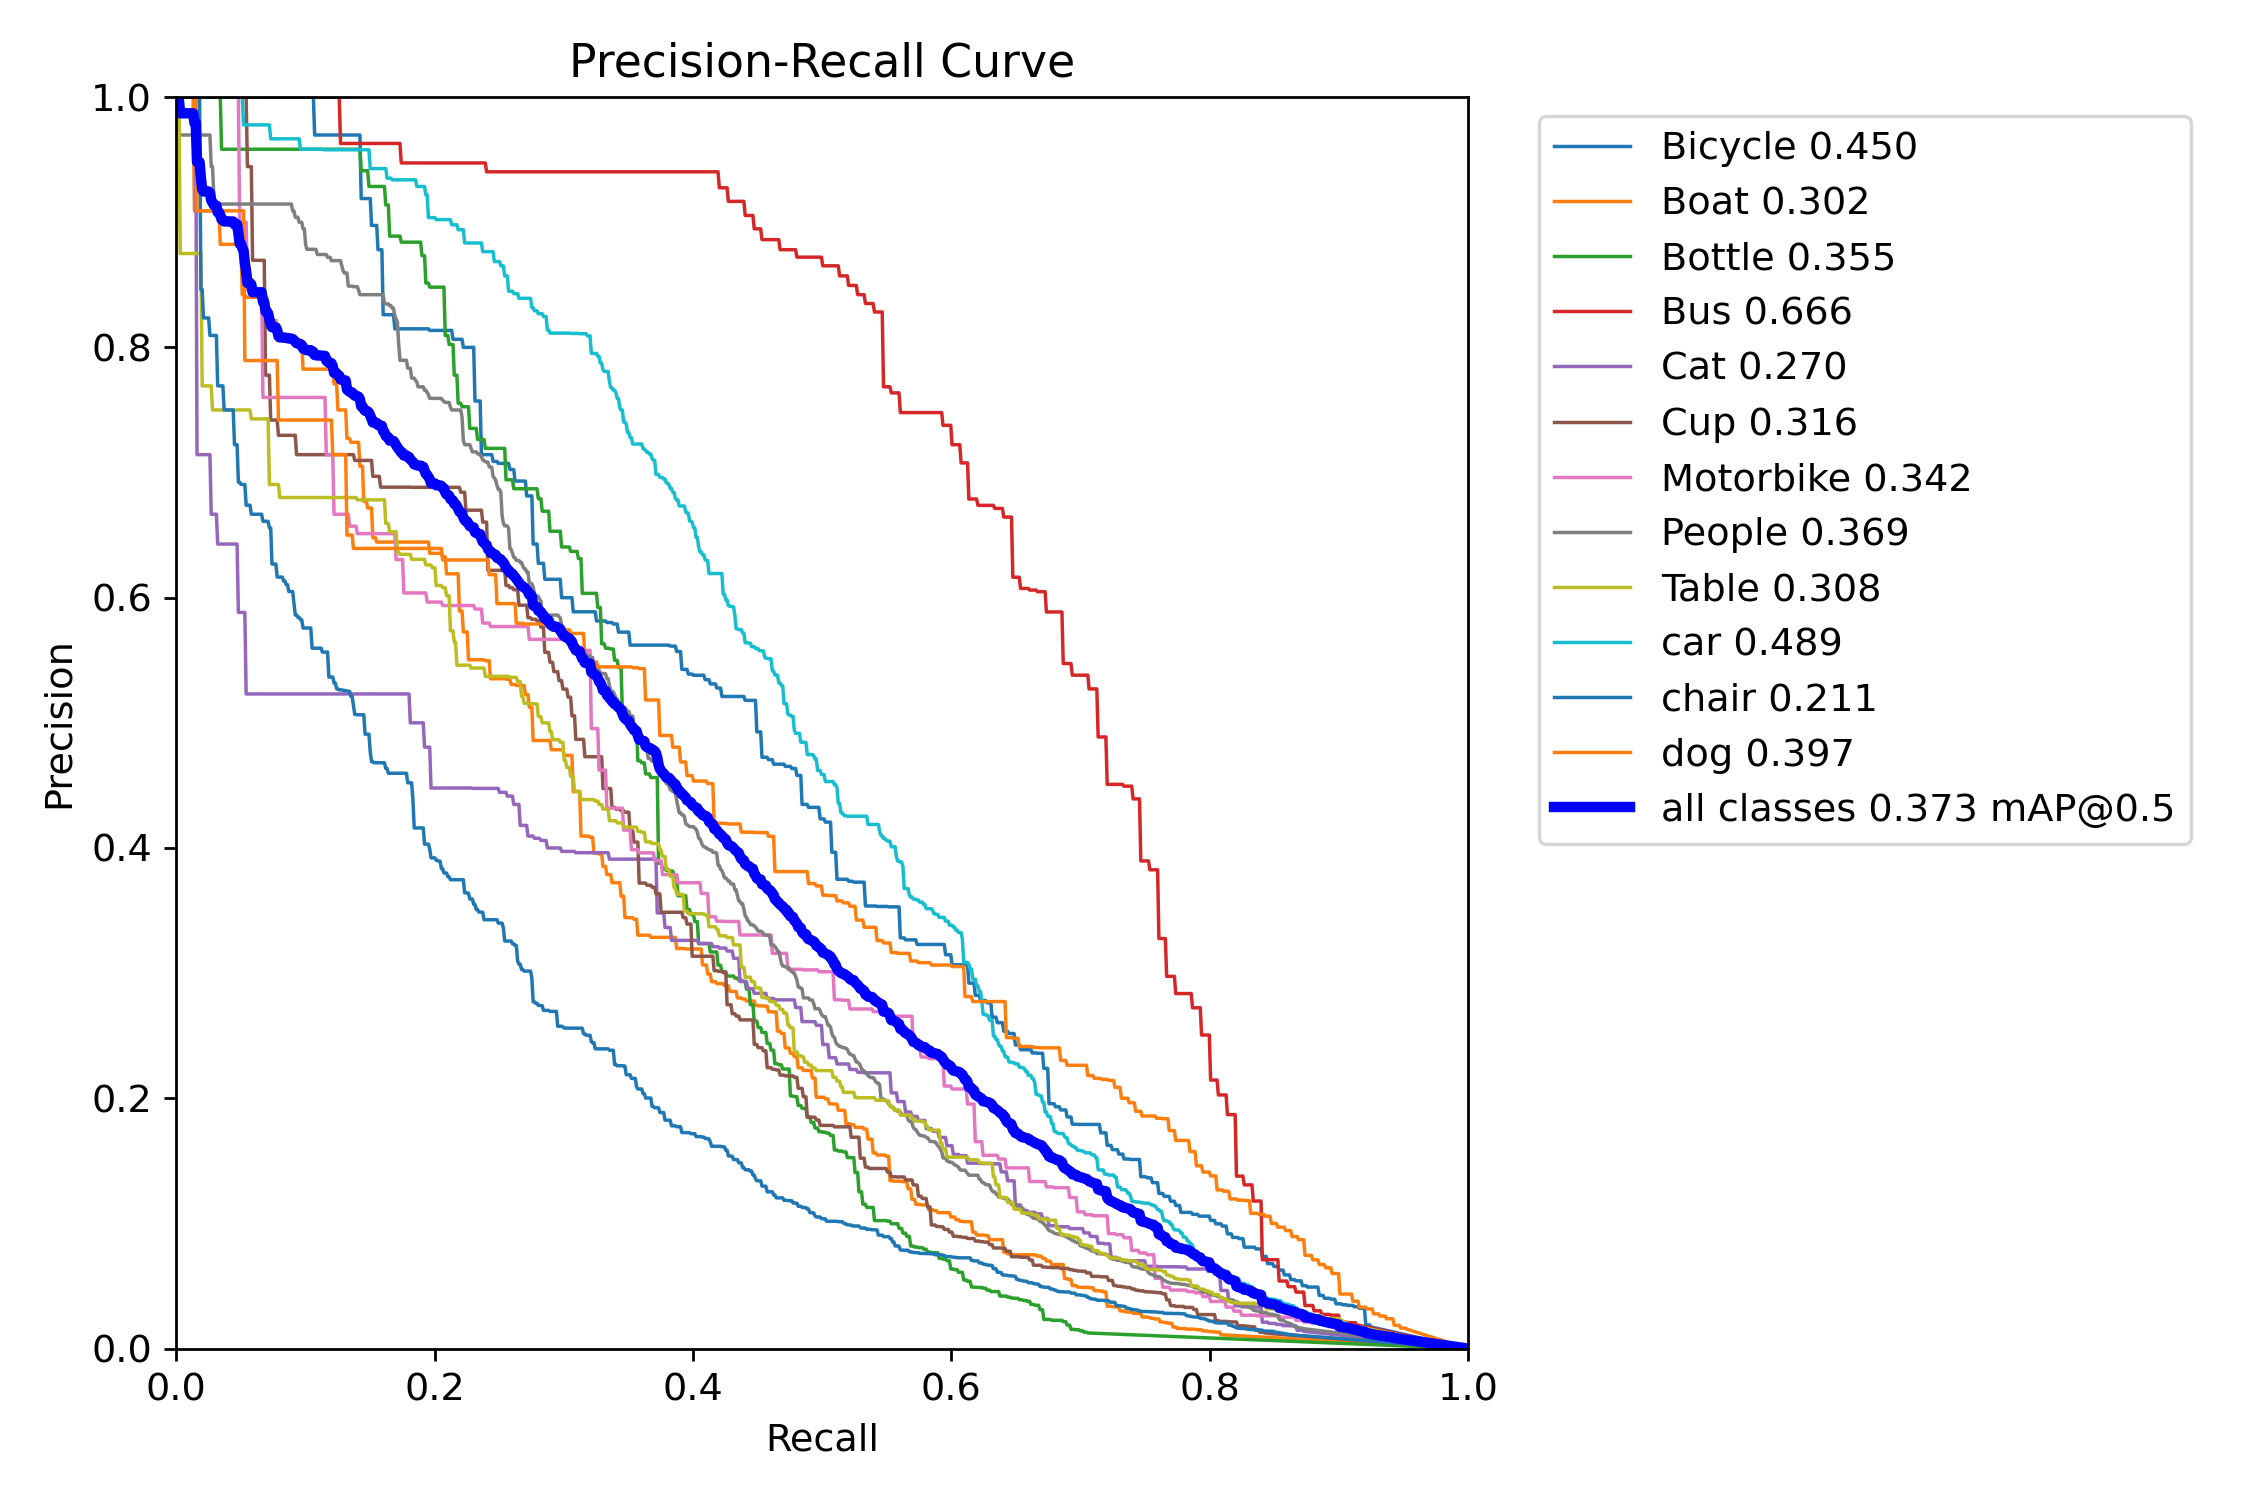 Precision-Recall Curve
1.0
0.8
0.6
0.4
0.2
0.0
Precision
0.0 0.2 0.4 0.6 0.8 1.0
Recall
Bicycle 0.450
Boat 0.302
Bottle 0.355
Bus 0.666
Cat 0.270
Cup 0.316
Motorbike 0.342
People 0.369
Table 0.308
car 0.489
chair 0.211
dog 0.397
all classes 0.373 mAP@0.5